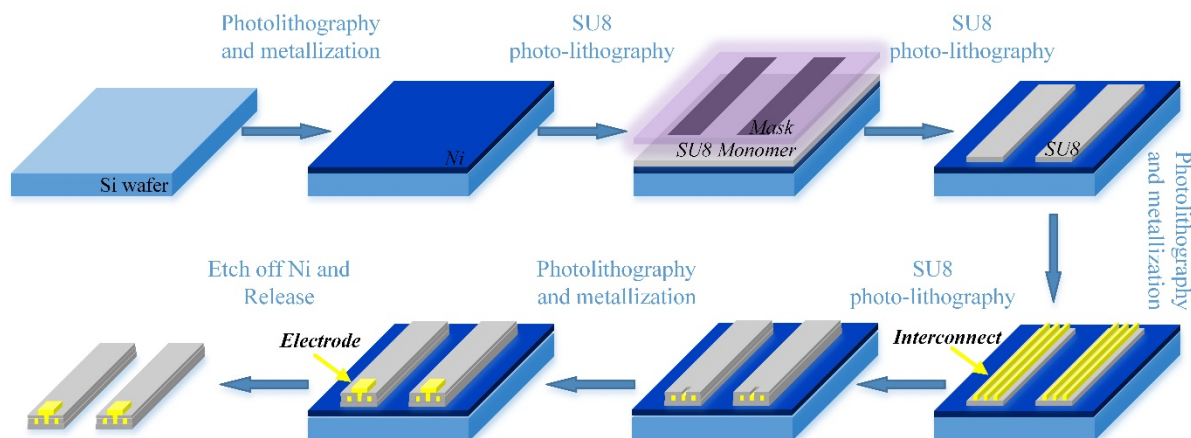 Photolithography
and metallization
SU8
photo-lithography
SU8
photo-lithography
Si wafer
Ni
Mask
SU8 Monomer
SU8
Photolithography
and metallization
Etch off Ni and
Release
Photolithography
and metallization
SU8
photo-lithography
Electrode
Interconnect